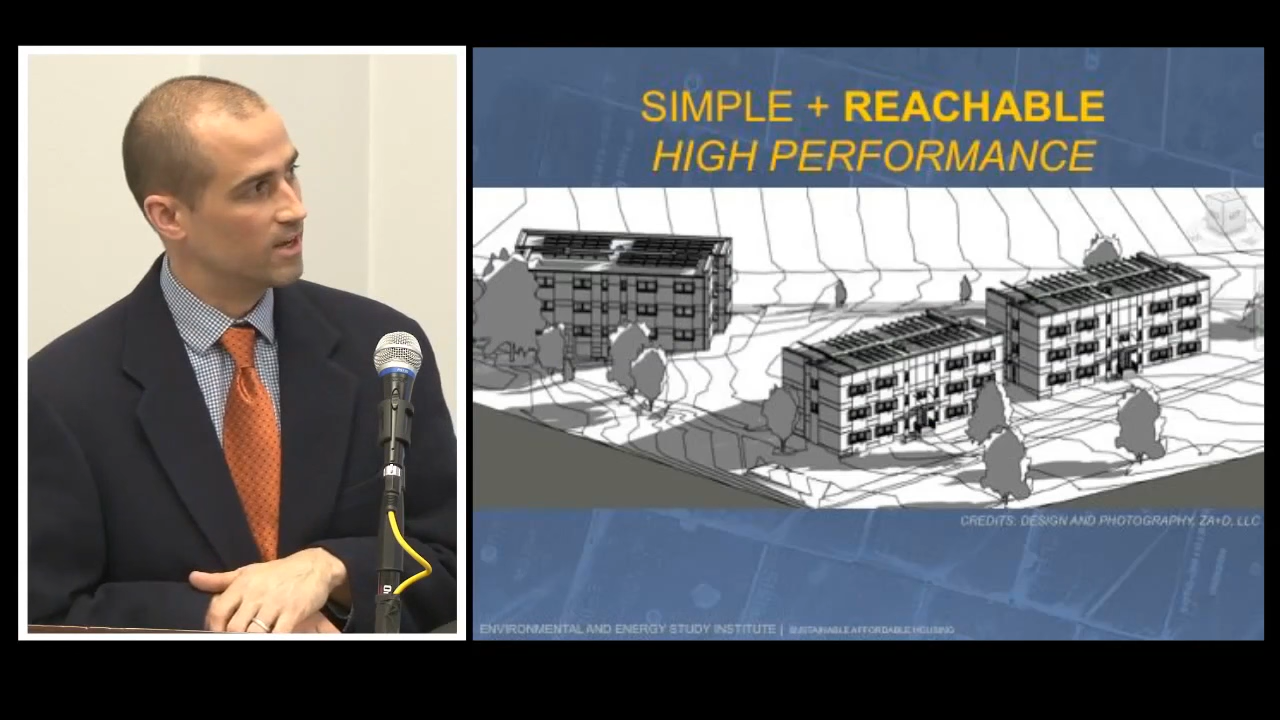 SIMPLE + REACHABLE
HIGH PERFORMANCE
CREDITS: DESIGN AND PHOTOGRAPHY, ZA+D, LLC
ENVIRONMENTAL AND ENERGY STUDY INSTITUTE | SUSTAINABLE AFFORDABLE HOUSING